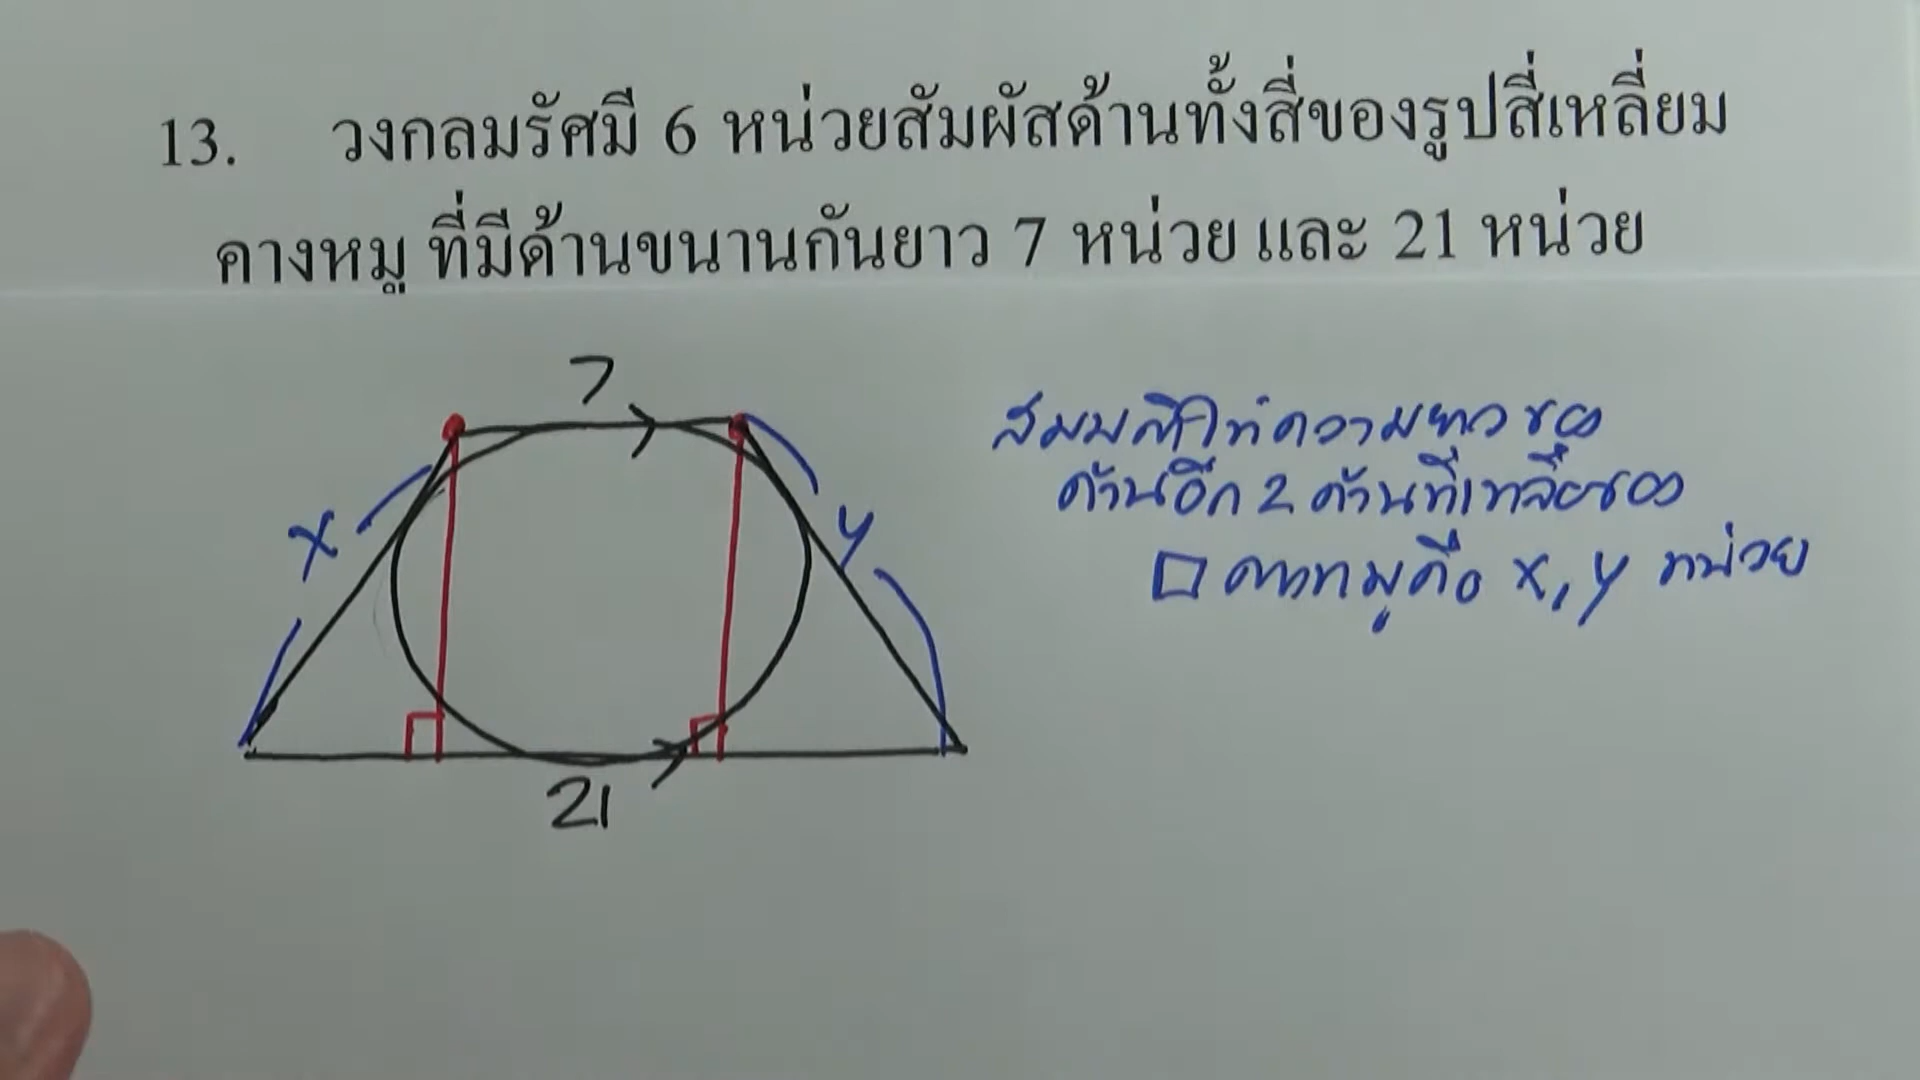 13. วงกลมรัศมี 6 หน่วยสัมผัสด้านทั้งสี่ของรูปสี่เหลี่ยม
คางหมู ที่มีด้านขนานกันยาว 7 หน่วย และ 21 หน่วย
7
สมมติให้ความยาวของ
ด้านอีก 2 ด้านที่เหลือของ
x
y
คางหมูคือ x, y หน่วย
21